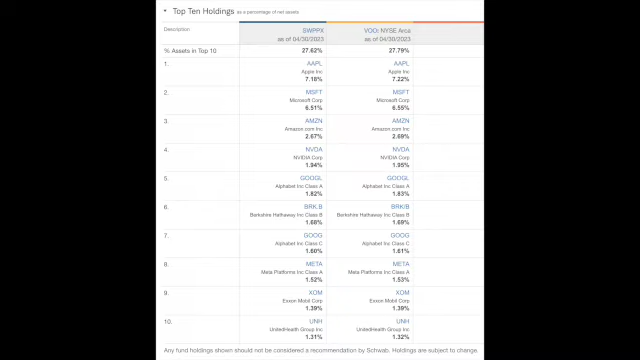 Top Ten Holdings as a percentage of net assets
Description SWPPX VOO: NYSE Arca
as of 04/30/2023 as of 04/30/2023
% Assets in Top 10 27.62% 27.79%
1. AAPL AAPL
Apple Inc Apple Inc
7.18% 7.22%
2. MSFT MSFT
Microsoft Corp Microsoft Corp
6.51% 6.55%
3. AMZN AMZN
Amazon.com Inc Amazon.com Inc
2.67% 2.69%
4. NVDA NVDA
NVIDIA Corp NVIDIA Corp
1.94% 1.95%
5. GOOGL GOOGL
Alphabet Inc Class A Alphabet Inc Class A
1.82% 1.83%
6. BRK.B BRK/B
Berkshire Hathaway Inc Class B Berkshire Hathaway Inc Class B
1.68% 1.69%
7. GOOG GOOG
Alphabet Inc Class C Alphabet Inc Class C
1.60% 1.61%
8. META META
Meta Platforms Inc Class A Meta Platforms Inc Class A
1.52% 1.53%
9. XOM XOM
Exxon Mobil Corp Exxon Mobil Corp
1.39% 1.39%
10. UNH UNH
UnitedHealth Group Inc UnitedHealth Group Inc
1.31% 1.32%
Any fund holdings shown should not be considered a recommendation by Schwab. Holdings are subject to change.